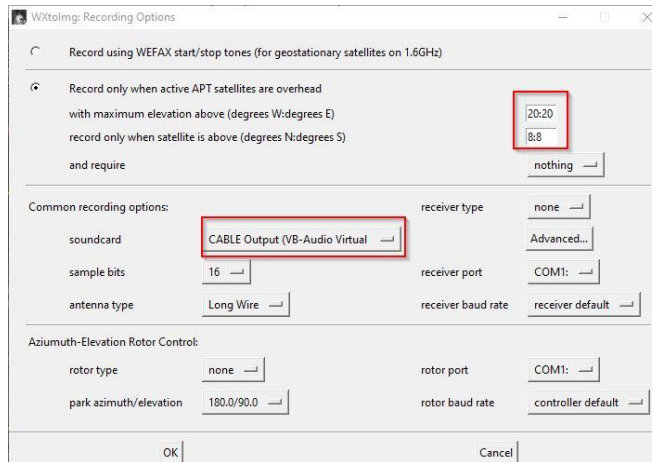 WXtoImg: Recording Options
Record using WEFAX start/stop tones (for geostationary satellites on 1.6GHz)
Record only when active APT satellites are overhead
with maximum elevation above (degrees W:degrees E) 20:20
record only when satellite is above (degrees N:degrees S) 8:8
and require nothing
Common recording options: receiver type none
soundcard CABLE Output (VB-Audio Virtual Advanced...
sample bits 16 receiver port COM1:
antenna type Long Wire receiver baud rate receiver default
Aziumuth-Elevation Rotor Control:
rotor type none rotor port COM1:
park azimuth/elevation 180.0/90.0 rotor baud rate controller default
OK Cancel